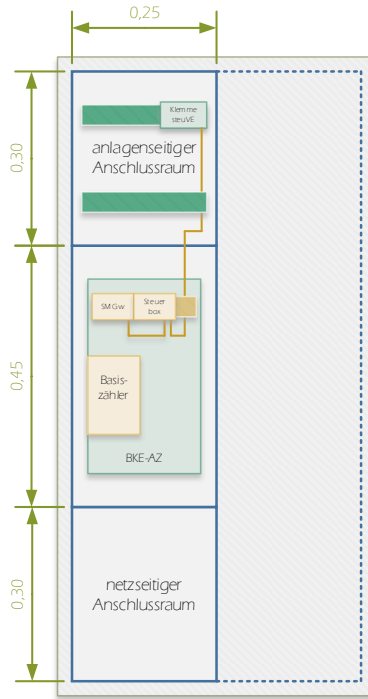 0,25
0,30
Klemme
steuVE
anlagenseitiger
Anschlussraum
0,45
SMGw
Steuer
box
Basis-
zähler
BKE-AZ
0,30
netzseitiger
Anschlussraum